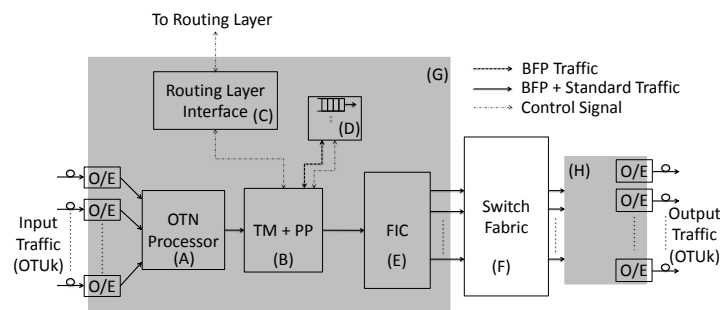 To Routing Layer
(G)
BFP Traffic
BFP + Standard Traffic
Control Signal
Routing Layer
Interface
(C)
(D)
O/E
O/E
O/E
Input
Traffic
(OTUk)
OTN
Processor
(A)
TM + PP
(B)
FIC
(E)
Switch
Fabric
(F)
(H)
O/E
O/E
O/E
Output
Traffic
(OTUk)